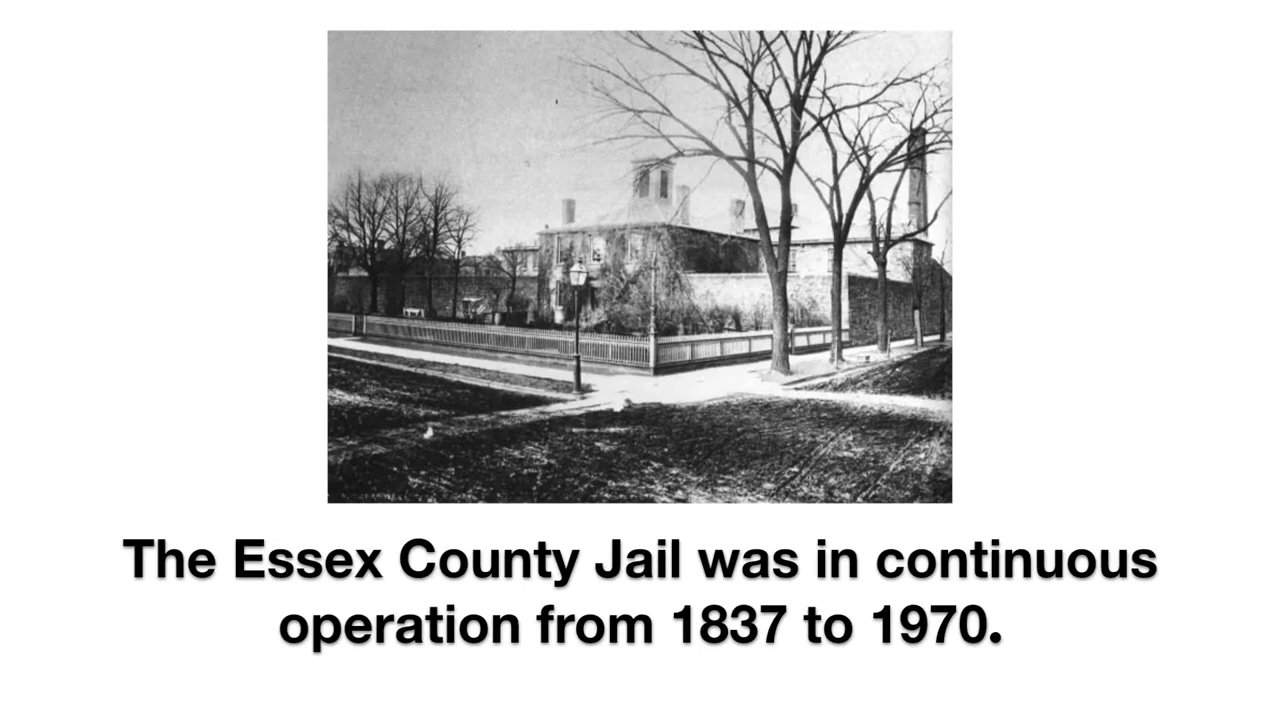 The Essex County Jail was in continuous
operation from 1837 to 1970.